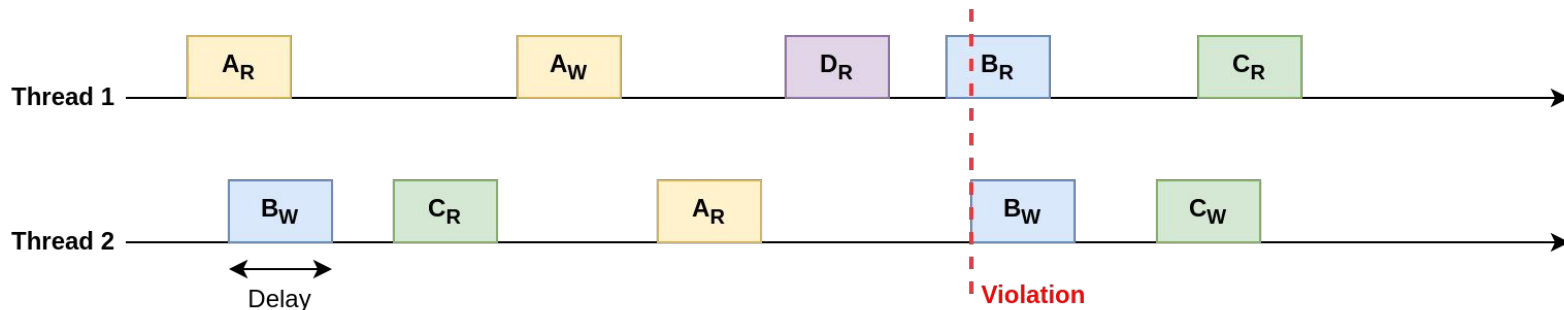 A_R A_W D_R B_R C_R
Thread 1
B_W C_R A_R B_W C_W
Thread 2
Delay
Violation